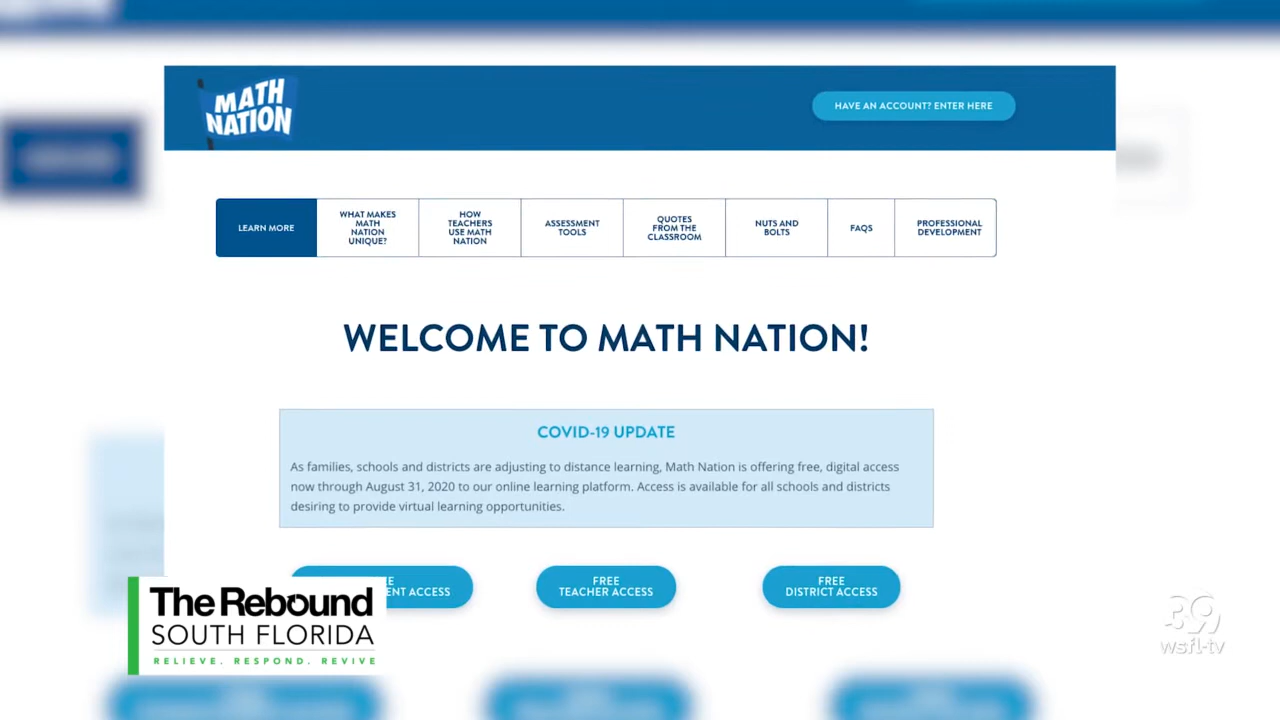 MATH
NATION
HAVE AN ACCOUNT? ENTER HERE
LEARN MORE
WHAT MAKES
MATH
NATION
UNIQUE?
HOW
TEACHERS
USE MATH
NATION
ASSESSMENT
TOOLS
QUOTES
FROM THE
CLASSROOM
NUTS AND
BOLTS
FAQS
PROFESSIONAL
DEVELOPMENT
WELCOME TO MATH NATION!
COVID-19 UPDATE
As families, schools and districts are adjusting to distance learning, Math Nation is offering free, digital access
now through August 31, 2020 to our online learning platform. Access is available for all schools and districts
desiring to provide virtual learning opportunities.
ACCESS
FREE
TEACHER ACCESS
FREE
DISTRICT ACCESS
The Rebound
SOUTH FLORIDA
RELIEVE. RESPOND. REVIVE
39
wsfl-tv